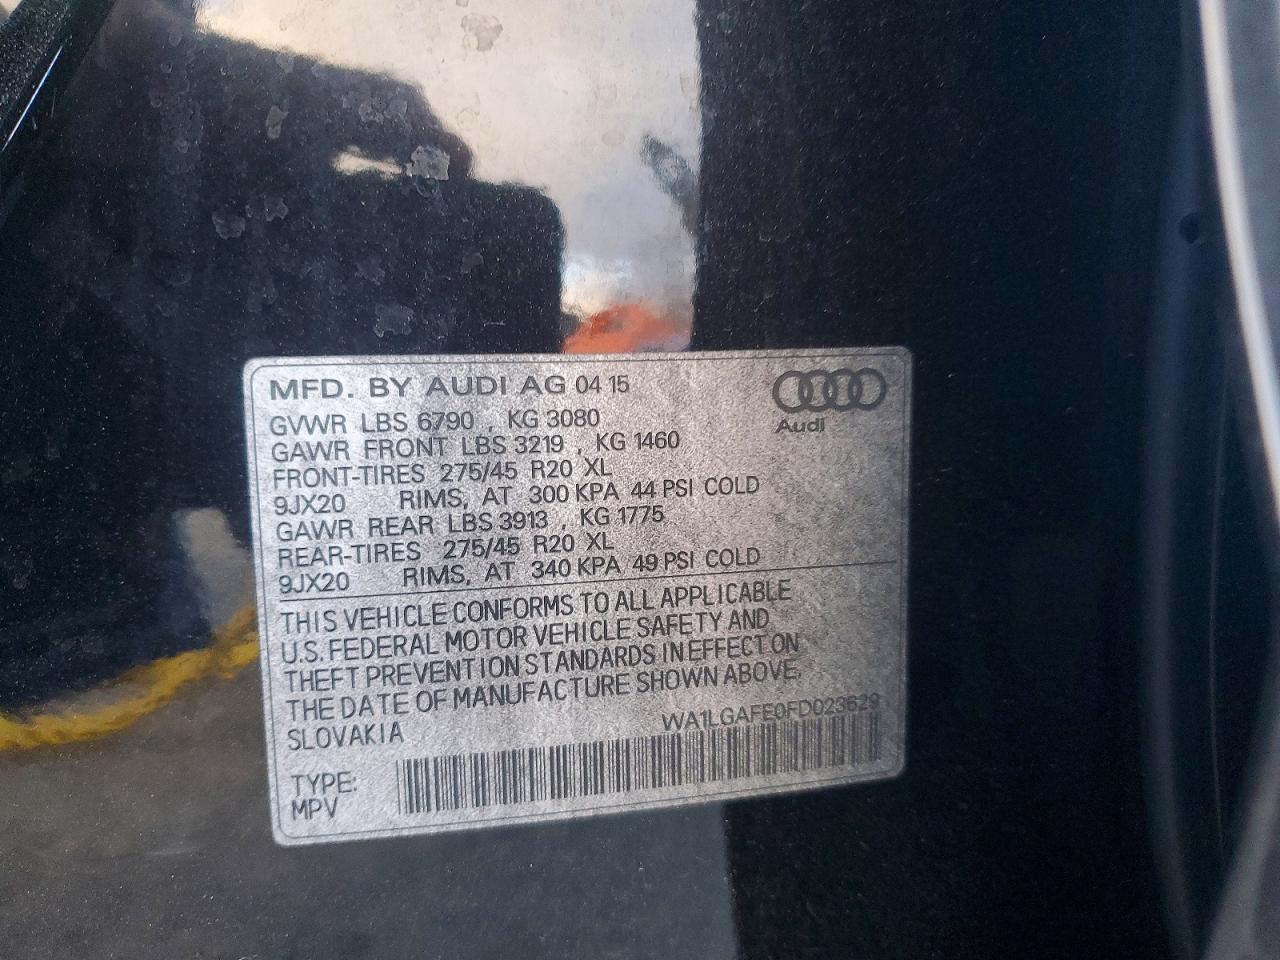 MFD. BY AUDI AG 04 15
Audi
GVWR LBS 6790 , KG 3080
GAWR FRONT LBS 3219 , KG 1460
FRONT-TIRES 275/45 R20 XL
9JX20 RIMS, AT 300 KPA 44 PSI COLD
GAWR REAR LBS 3913 , KG 1775
REAR-TIRES 275/45 R20 XL
9JX20 RIMS, AT 340 KPA 49 PSI COLD
THIS VEHICLE CONFORMS TO ALL APPLICABLE
U.S. FEDERAL MOTOR VEHICLE SAFETY AND
THEFT PREVENTION STANDARDS IN EFFECT ON
THE DATE OF MANUFACTURE SHOWN ABOVE.
SLOVAKIA
WA1LGAFE0FD023629
TYPE:
MPV